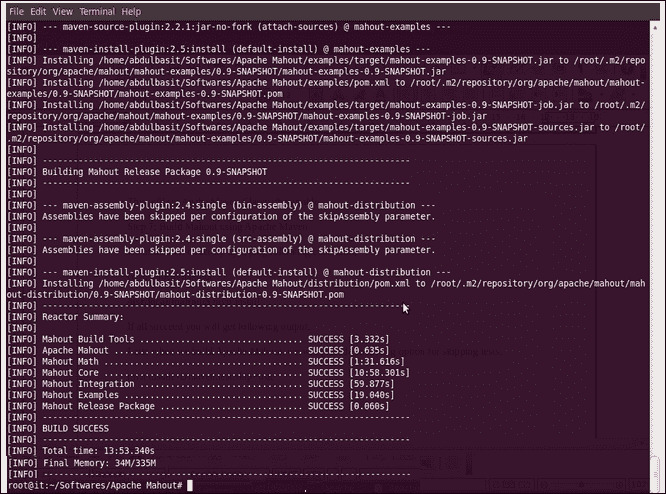 File Edit View Terminal Help
[INFO] --- maven-source-plugin:2.2.1:jar-no-fork (attach-sources) @ mahout-examples ---
[INFO]
[INFO] --- maven-install-plugin:2.5:install (default-install) @ mahout-examples ---
[INFO] Installing /home/abdulbasit/Softwares/Apache Mahout/examples/target/mahout-examples-0.9-SNAPSHOT.jar to /root/.m2/repo
sitory/org/apache/mahout/mahout-examples/0.9-SNAPSHOT/mahout-examples-0.9-SNAPSHOT.jar
[INFO] Installing /home/abdulbasit/Softwares/Apache Mahout/examples/pom.xml to /root/.m2/repository/org/apache/mahout/mahout-
examples/0.9-SNAPSHOT/mahout-examples-0.9-SNAPSHOT.pom
[INFO] Installing /home/abdulbasit/Softwares/Apache Mahout/examples/target/mahout-examples-0.9-SNAPSHOT-job.jar to /root/.m2/
repository/org/apache/mahout/mahout-examples/0.9-SNAPSHOT/mahout-examples-0.9-SNAPSHOT-job.jar
[INFO] Installing /home/abdulbasit/Softwares/Apache Mahout/examples/target/mahout-examples-0.9-SNAPSHOT-sources.jar to /root/
.m2/repository/org/apache/mahout/mahout-examples/0.9-SNAPSHOT/mahout-examples-0.9-SNAPSHOT-sources.jar
[INFO]
[INFO] ------------------------------------------------------------------------
[INFO] Building Mahout Release Package 0.9-SNAPSHOT
[INFO] ------------------------------------------------------------------------
[INFO]
[INFO] --- maven-assembly-plugin:2.4:single (bin-assembly) @ mahout-distribution ---
[INFO] Assemblies have been skipped per configuration of the skipAssembly parameter.
[INFO]
[INFO] --- maven-assembly-plugin:2.4:single (src-assembly) @ mahout-distribution ---
[INFO] Assemblies have been skipped per configuration of the skipAssembly parameter.
[INFO]
[INFO] --- maven-install-plugin:2.5:install (default-install) @ mahout-distribution ---
[INFO] Installing /home/abdulbasit/Softwares/Apache Mahout/distribution/pom.xml to /root/.m2/repository/org/apache/mahout/mah
out-distribution/0.9-SNAPSHOT/mahout-distribution-0.9-SNAPSHOT.pom
[INFO] ------------------------------------------------------------------------
[INFO] Reactor Summary:
[INFO]
[INFO] Mahout Build Tools ................................ SUCCESS [3.332s]
[INFO] Apache Mahout ..................................... SUCCESS [0.635s]
[INFO] Mahout Math ....................................... SUCCESS [1:31.616s]
[INFO] Mahout Core ....................................... SUCCESS [10:58.301s]
[INFO] Mahout Integration ................................ SUCCESS [59.877s]
[INFO] Mahout Examples ................................... SUCCESS [19.040s]
[INFO] Mahout Release Package ............................ SUCCESS [0.060s]
[INFO] ------------------------------------------------------------------------
[INFO] BUILD SUCCESS
[INFO] ------------------------------------------------------------------------
[INFO] Total time: 13:53.340s
[INFO] Final Memory: 34M/335M
[INFO] ------------------------------------------------------------------------
root@it:~/Softwares/Apache Mahout#